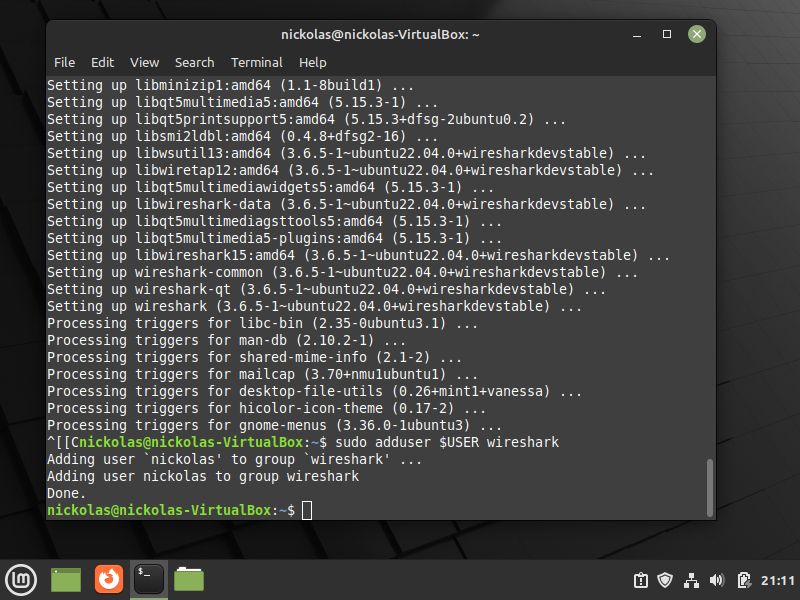 nickolas@nickolas-VirtualBox: ~
File Edit View Search Terminal Help
Setting up libminizip1:amd64 (1.1-8build1) ...
Setting up libqt5multimedia5:amd64 (5.15.3-1) ...
Setting up libqt5printsupport5:amd64 (5.15.3+dfsg-2ubuntu0.2) ...
Setting up libsmi2ldbl:amd64 (0.4.8+dfsg2-16) ...
Setting up libwsutil13:amd64 (3.6.5-1~ubuntu22.04.0+wiresharkdevstable) ...
Setting up libwiretap12:amd64 (3.6.5-1~ubuntu22.04.0+wiresharkdevstable) ...
Setting up libqt5multimediawidgets5:amd64 (5.15.3-1) ...
Setting up libwireshark-data (3.6.5-1~ubuntu22.04.0+wiresharkdevstable) ...
Setting up libqt5multimediagsttools5:amd64 (5.15.3-1) ...
Setting up libqt5multimedia5-plugins:amd64 (5.15.3-1) ...
Setting up libwireshark15:amd64 (3.6.5-1~ubuntu22.04.0+wiresharkdevstable) ...
Setting up wireshark-common (3.6.5-1~ubuntu22.04.0+wiresharkdevstable) ...
Setting up wireshark-qt (3.6.5-1~ubuntu22.04.0+wiresharkdevstable) ...
Setting up wireshark (3.6.5-1~ubuntu22.04.0+wiresharkdevstable) ...
Processing triggers for libc-bin (2.35-0ubuntu3.1) ...
Processing triggers for man-db (2.10.2-1) ...
Processing triggers for shared-mime-info (2.1-2) ...
Processing triggers for mailcap (3.70+nmu1ubuntu1) ...
Processing triggers for desktop-file-utils (0.26+mint1+vanessa) ...
Processing triggers for hicolor-icon-theme (0.17-2) ...
Processing triggers for gnome-menus (3.36.0-1ubuntu3) ...
^[[Cnickolas@nickolas-VirtualBox:~$ sudo adduser $USER wireshark
Adding user `nickolas' to group `wireshark' ...
Adding user nickolas to group wireshark
Done.
nickolas@nickolas-VirtualBox:~$
$_
21:11